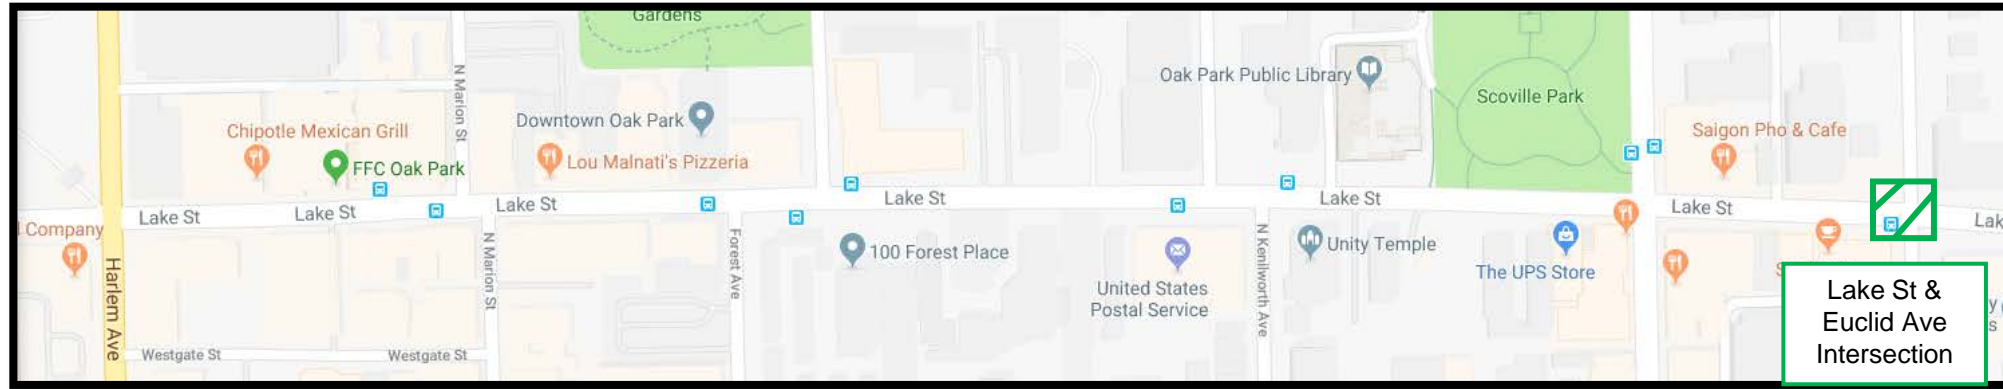 Gardens
N Marion St
Oak Park Public Library
Scoville Park
Downtown Oak Park
Chipotle Mexican Grill
Saigon Pho & Cafe
Lou Malnati's Pizzeria
FFC Oak Park
Lake St
Lake St
Lake St
Lake St
Lake St
Lake St
Lak
Company
Harlem Ave
N Marion St
Forest Ave
100 Forest Place
N Kenilworth Ave
Unity Temple
The UPS Store
United States
Postal Service
Westgate St
Westgate St
S
Lake St &
Euclid Ave
Intersection
y
s